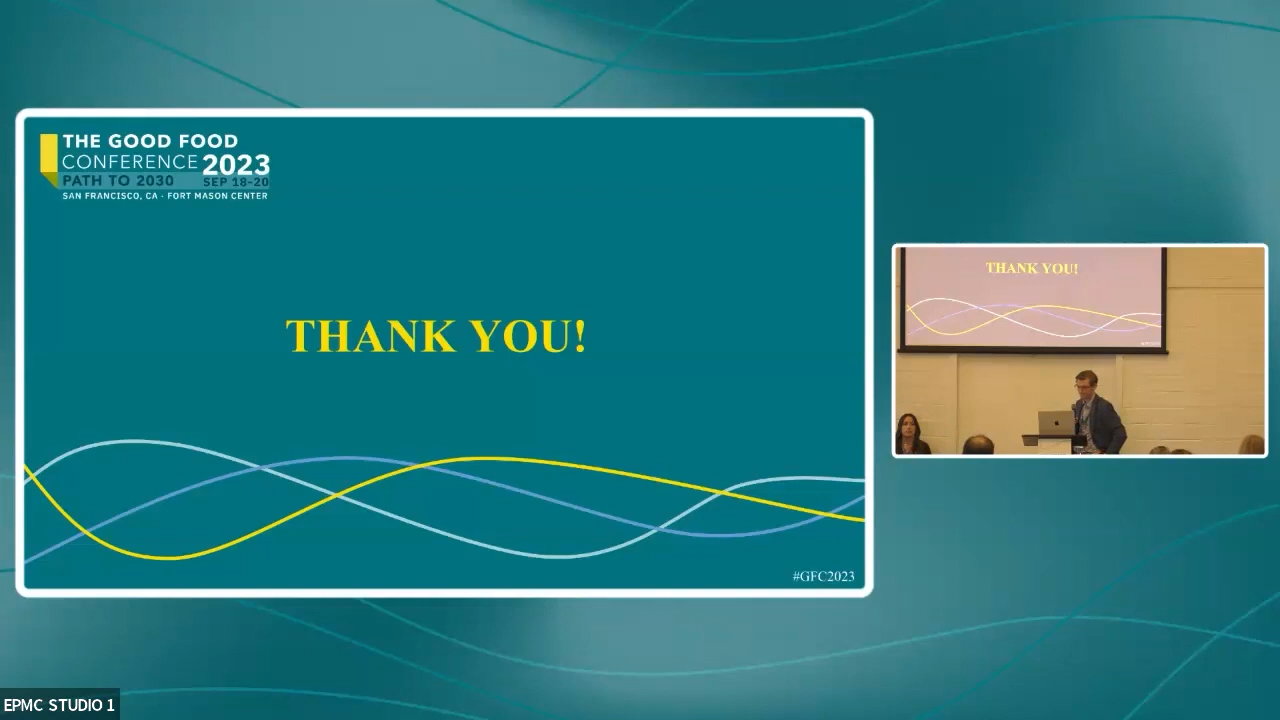 THE GOOD FOOD
CONFERENCE 2023
PATH TO 2030 SEP 18-20
SAN FRANCISCO, CA - FORT MASON CENTER
THANK YOU!
#GFC2023
THANK YOU!
EPMC STUDIO 1